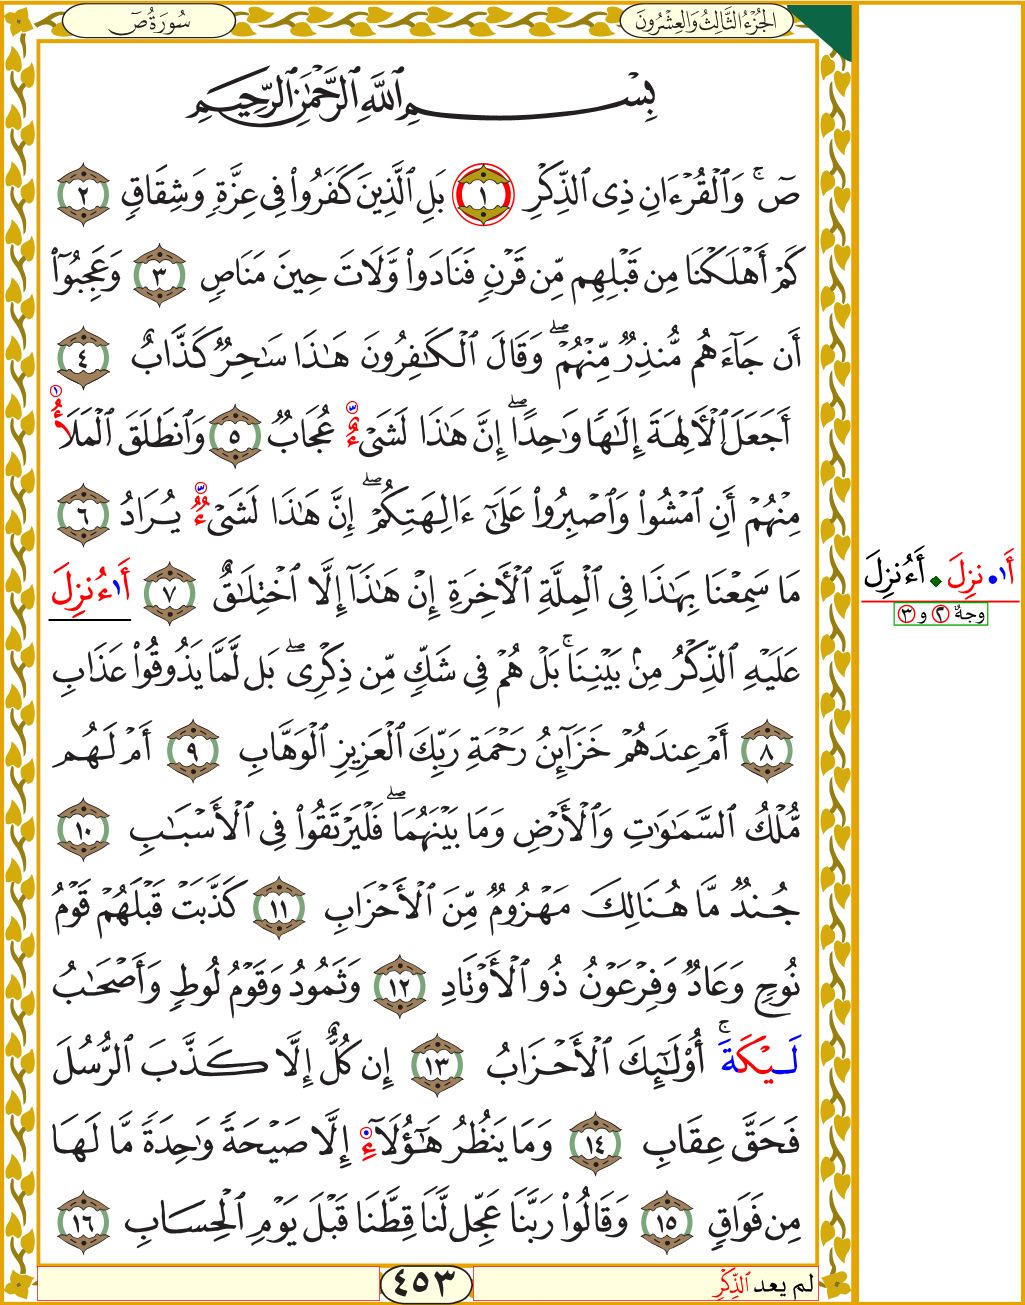 سُورَةُ صٓ
الجُزْءُ الثَّالِثُ وَالعِشْرُونَ
بِسْمِ ٱللَّهِ ٱلرَّحْمَٰنِ ٱلرَّحِيمِ
صٓ ۚ وَٱلْقُرْءَانِ ذِى ٱلذِّكْرِ ١ بَلِ ٱلَّذِينَ كَفَرُوا۟ فِى عِزَّةٍۢ وَشِقَاقٍۢ ٢
كَمْ أَهْلَكْنَا مِن قَبْلِهِم مِّن قَرْنٍۢ فَنَادَوا۟ وَّلَاتَ حِينَ مَنَاصٍۢ ٣ وَعَجِبُوٓا۟
أَن جَآءَهُم مُّنذِرٌۭ مِّنْهُمْ ۖ وَقَالَ ٱلْكَٰفِرُونَ هَٰذَا سَٰحِرٌۭ كَذَّابٌ ٤
أَجَعَلَ ٱلْأَلِهَةَ إِلَٰهًۭا وَٰحِدًا ۖ إِنَّ هَٰذَا لَشَىْءٌ عُجَابٌۭ ٥ وَٱنطَلَقَ ٱلْمَلَأُ ١
مِنْهُمْ أَنِ ٱمْشُوا۟ وَٱصْبِرُوا۟ عَلَىٰٓ ءَالِهَتِكُمْ ۖ إِنَّ هَٰذَا لَشَىْءٌۭ يُرَادُ ٦
مَا سَمِعْنَا بِهَٰذَا فِى ٱلْمِلَّةِ ٱلْأَخِرَةِ إِنْ هَٰذَآ إِلَّا ٱخْتِلَٰقٌ ٧ أَا۟ءُنزِلَ
أَا۟•نزِلَ • أَءُنزِلَ
وجهٌ ٢ و ٣
عَلَيْهِ ٱلذِّكْرُ مِنۢ بَيْنِنَا ۚ بَلْ هُمْ فِى شَكٍّۢ مِّن ذِكْرِى ۖ بَل لَّمَّا يَذُوقُوا۟ عَذَابِ
٨ أَمْ عِندَهُمْ خَزَآئِنُ رَحْمَةِ رَبِّكَ ٱلْعَزِيزِ ٱلْوَهَّابِ ٩ أَمْ لَهُم
مُّلْكُ ٱلسَّمَٰوَٰتِ وَٱلْأَرْضِ وَمَا بَيْنَهُمَا ۖ فَلْيَرْتَقُوا۟ فِى ٱلْأَسْبَٰبِ ١٠
جُندٌۭ مَّا هُنَالِكَ مَهْزُومٌۭ مِّنَ ٱلْأَحْزَابِ ١١ كَذَّبَتْ قَبْلَهُمْ قَوْمُ
نُوحٍۢ وَعَادٌۭ وَفِرْعَوْنُ ذُو ٱلْأَوْتَادِ ١٢ وَثَمُودُ وَقَوْمُ لُوطٍۢ وَأَصْحَٰبُ
لَـيْكَةَ ۚ أُو۟لَٰٓئِكَ ٱلْأَحْزَابُ ١٣ إِن كُلٌّ إِلَّا كَذَّبَ ٱلرُّسُلَ
فَحَقَّ عِقَابِ ١٤ وَمَا يَنظُرُ هَٰٓؤُلَآءِ إِلَّا صَيْحَةًۭ وَٰحِدَةًۭ مَّا لَهَا
مِن فَوَاقٍۢ ١٥ وَقَالُوا۟ رَبَّنَا عَجِّل لَّنَا قِطَّنَا قَبْلَ يَوْمِ ٱلْحِسَابِ ١٦
لم يعد ٱلذِّكْرِ
٤٥٣